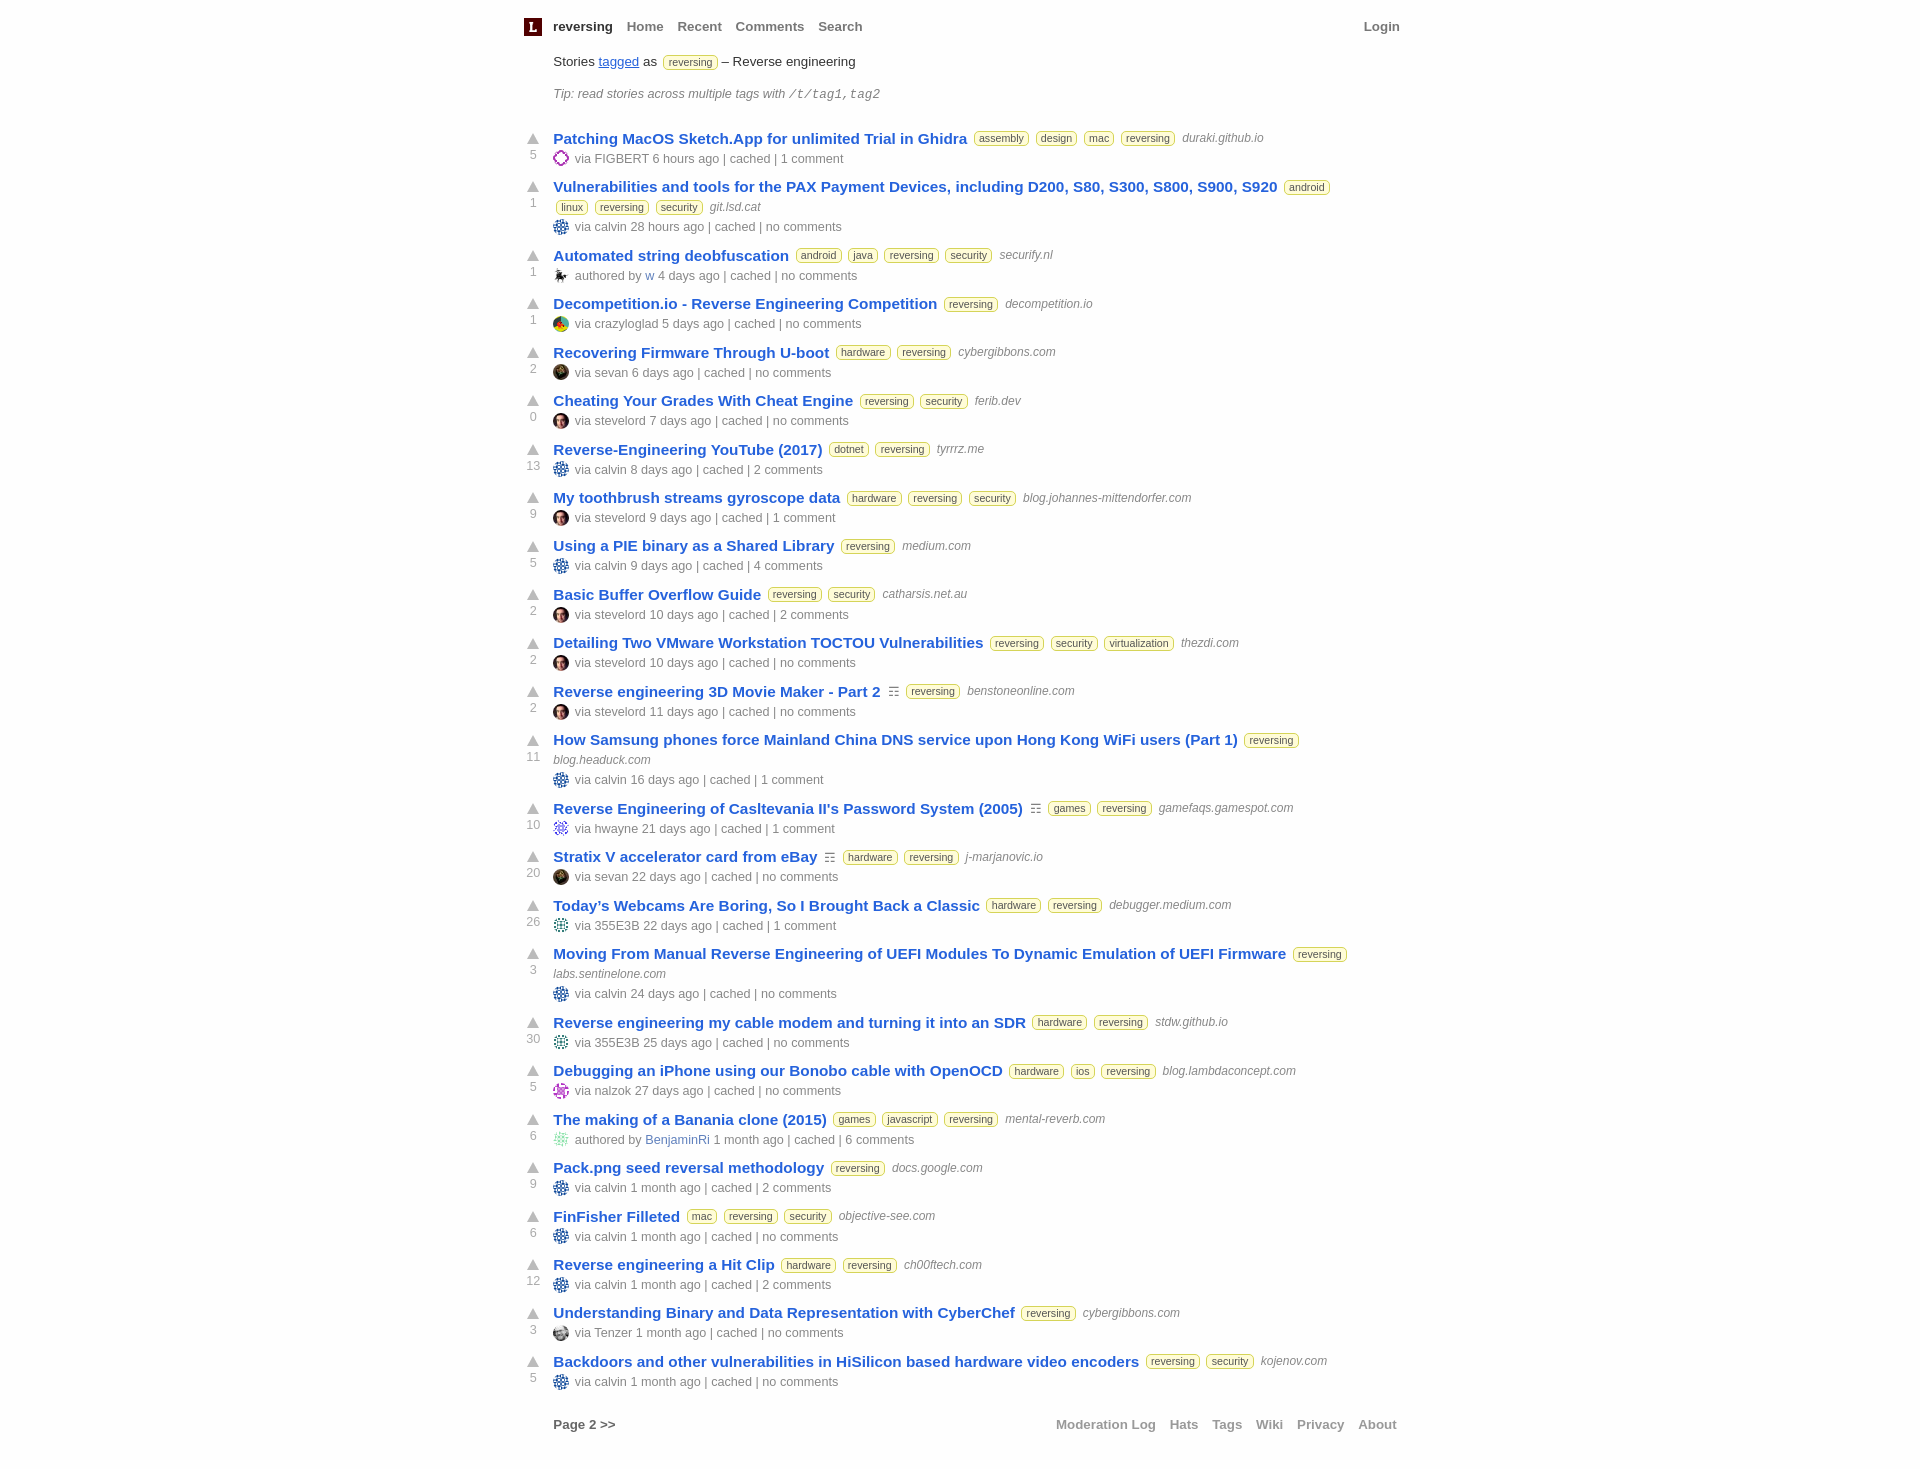 L reversing Home Recent Comments Search Login
Stories tagged as reversing – Reverse engineering
Tip: read stories across multiple tags with /t/tag1,tag2
Patching MacOS Sketch.App for unlimited Trial in Ghidra assembly design mac reversing duraki.github.io
5 via FIGBERT 6 hours ago | cached | 1 comment
Vulnerabilities and tools for the PAX Payment Devices, including D200, S80, S300, S800, S900, S920 android
1 linux reversing security git.lsd.cat
via calvin 28 hours ago | cached | no comments
Automated string deobfuscation android java reversing security securify.nl
1 authored by w 4 days ago | cached | no comments
Decompetition.io - Reverse Engineering Competition reversing decompetition.io
1 via crazyloglad 5 days ago | cached | no comments
Recovering Firmware Through U-boot hardware reversing cybergibbons.com
2 via sevan 6 days ago | cached | no comments
Cheating Your Grades With Cheat Engine reversing security ferib.dev
0 via stevelord 7 days ago | cached | no comments
Reverse-Engineering YouTube (2017) dotnet reversing tyrrrz.me
13 via calvin 8 days ago | cached | 2 comments
My toothbrush streams gyroscope data hardware reversing security blog.johannes-mittendorfer.com
9 via stevelord 9 days ago | cached | 1 comment
Using a PIE binary as a Shared Library reversing medium.com
5 via calvin 9 days ago | cached | 4 comments
Basic Buffer Overflow Guide reversing security catharsis.net.au
2 via stevelord 10 days ago | cached | 2 comments
Detailing Two VMware Workstation TOCTOU Vulnerabilities reversing security virtualization thezdi.com
2 via stevelord 10 days ago | cached | no comments
Reverse engineering 3D Movie Maker - Part 2 ☶ reversing benstoneonline.com
2 via stevelord 11 days ago | cached | no comments
How Samsung phones force Mainland China DNS service upon Hong Kong WiFi users (Part 1) reversing
11 blog.headuck.com
via calvin 16 days ago | cached | 1 comment
Reverse Engineering of Casltevania II's Password System (2005) ☶ games reversing gamefaqs.gamespot.com
10 via hwayne 21 days ago | cached | 1 comment
Stratix V accelerator card from eBay ☶ hardware reversing j-marjanovic.io
20 via sevan 22 days ago | cached | no comments
Today’s Webcams Are Boring, So I Brought Back a Classic hardware reversing debugger.medium.com
26 via 355E3B 22 days ago | cached | 1 comment
Moving From Manual Reverse Engineering of UEFI Modules To Dynamic Emulation of UEFI Firmware reversing
3 labs.sentinelone.com
via calvin 24 days ago | cached | no comments
Reverse engineering my cable modem and turning it into an SDR hardware reversing stdw.github.io
30 via 355E3B 25 days ago | cached | no comments
Debugging an iPhone using our Bonobo cable with OpenOCD hardware ios reversing blog.lambdaconcept.com
5 via nalzok 27 days ago | cached | no comments
The making of a Banania clone (2015) games javascript reversing mental-reverb.com
6 authored by BenjaminRi 1 month ago | cached | 6 comments
Pack.png seed reversal methodology reversing docs.google.com
9 via calvin 1 month ago | cached | 2 comments
FinFisher Filleted mac reversing security objective-see.com
6 via calvin 1 month ago | cached | no comments
Reverse engineering a Hit Clip hardware reversing ch00ftech.com
12 via calvin 1 month ago | cached | 2 comments
Understanding Binary and Data Representation with CyberChef reversing cybergibbons.com
3 via Tenzer 1 month ago | cached | no comments
Backdoors and other vulnerabilities in HiSilicon based hardware video encoders reversing security kojenov.com
5 via calvin 1 month ago | cached | no comments
Page 2 >> Moderation Log Hats Tags Wiki Privacy About